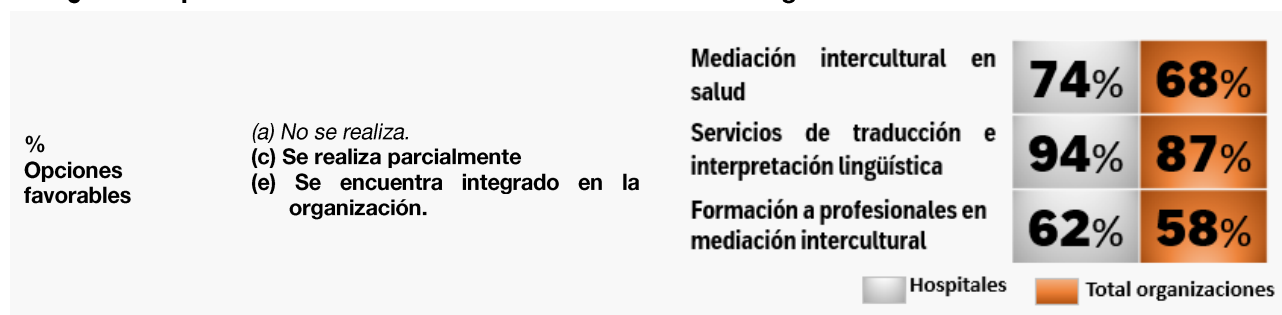 %
Opciones
favorables
(a) No se realiza.
(c) Se realiza parcialmente
(e) Se encuentra integrado en la
organización.
Mediación intercultural en
salud
74% 68%
Servicios de traducción e
interpretación lingüística
94% 87%
Formación a profesionales en
mediación intercultural
62% 58%
Hospitales Total organizaciones